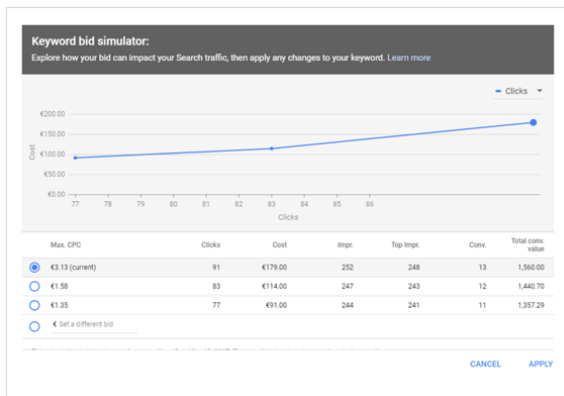 Keyword bid simulator:
Explore how your bid can impact your Search traffic, then apply any changes to your keyword. Learn more
Clicks
€200.00
€150.00
€100.00
€50.00
€0.00
Cost
77 78 79 80 81 82 83 84 85 86
Clicks
Max. CPC Clicks Cost Impr. Top Impr. Conv. Total conv. value
€3.13 (current) 91 €179.00 252 248 13 1,560.00
€1.58 83 €114.00 247 243 12 1,440.70
€1.35 77 €91.00 244 241 11 1,357.29
€ Set a different bid
CANCEL APPLY